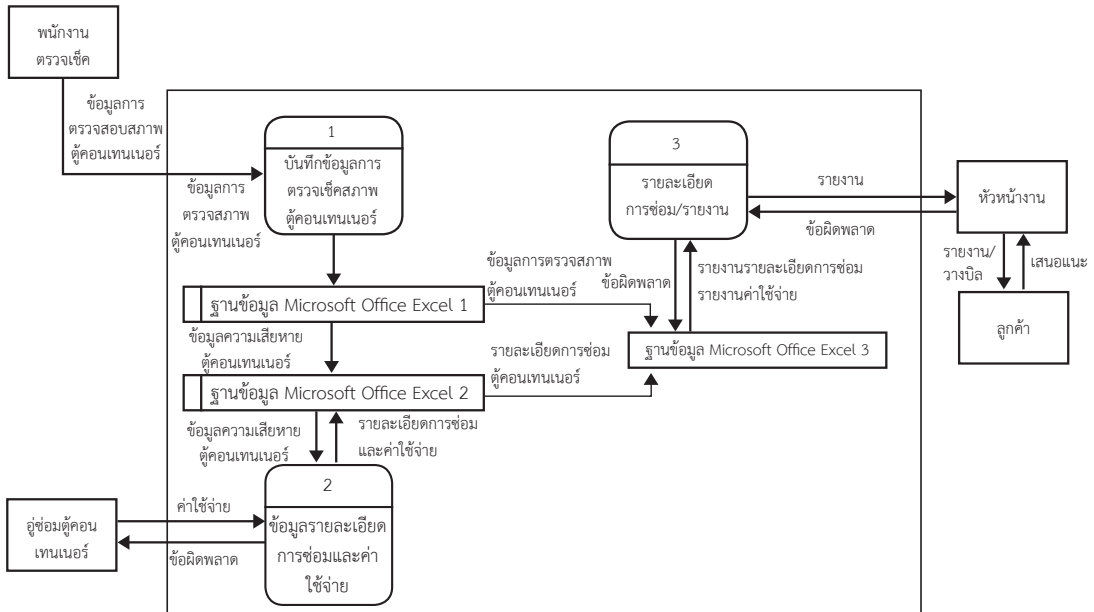 พนักงาน
ตรวจเช็ค
ข้อมูลการ
ตรวจสอบสภาพ
ตู้คอนเทนเนอร์
1
บันทึกข้อมูลการ
ตรวจเช็คสภาพ
ตู้คอนเทนเนอร์
ข้อมูลการ
ตรวจสภาพ
ตู้คอนเทนเนอร์
3
รายละเอียด
การซ่อม/รายงาน
รายงาน
ข้อผิดพลาด
หัวหน้างาน
รายงาน/
วางบิล
เสนอแนะ
ลูกค้า
ข้อมูลการตรวจสภาพ
ตู้คอนเทนเนอร์
ข้อผิดพลาด
รายงานรายละเอียดการซ่อม
รายงานค่าใช้จ่าย
ฐานข้อมูล Microsoft Office Excel 1
ข้อมูลความเสียหาย
ตู้คอนเทนเนอร์
รายละเอียดการซ่อม
ตู้คอนเทนเนอร์
ฐานข้อมูล Microsoft Office Excel 3
ฐานข้อมูล Microsoft Office Excel 2
ข้อมูลความเสียหาย
ตู้คอนเทนเนอร์
รายละเอียดการซ่อม
และค่าใช้จ่าย
2
ข้อมูลรายละเอียด
การซ่อมและค่า
ใช้จ่าย
ค่าใช้จ่าย
ข้อผิดพลาด
อู่ซ่อมตู้คอน
เทนเนอร์